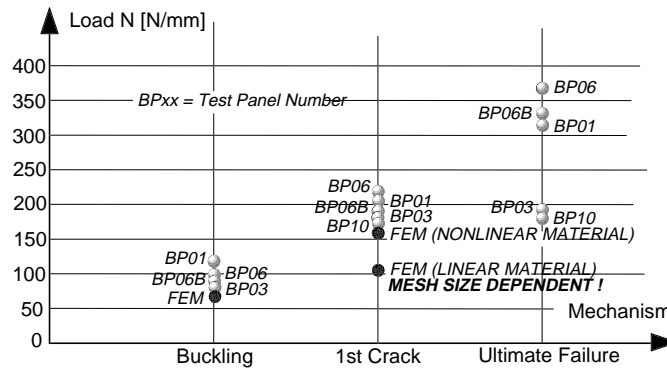 Load N [N/mm]
400
350
300
250
200
150
100
50
0
BPxx = Test Panel Number
BP01
BP06B
BP06
BP03
FEM
BP06
BP01
BP06B
BP03
BP10
FEM (NONLINEAR MATERIAL)
FEM (LINEAR MATERIAL)
MESH SIZE DEPENDENT !
BP06
BP06B
BP01
BP03
BP10
Mechanism
Buckling
1st Crack
Ultimate Failure